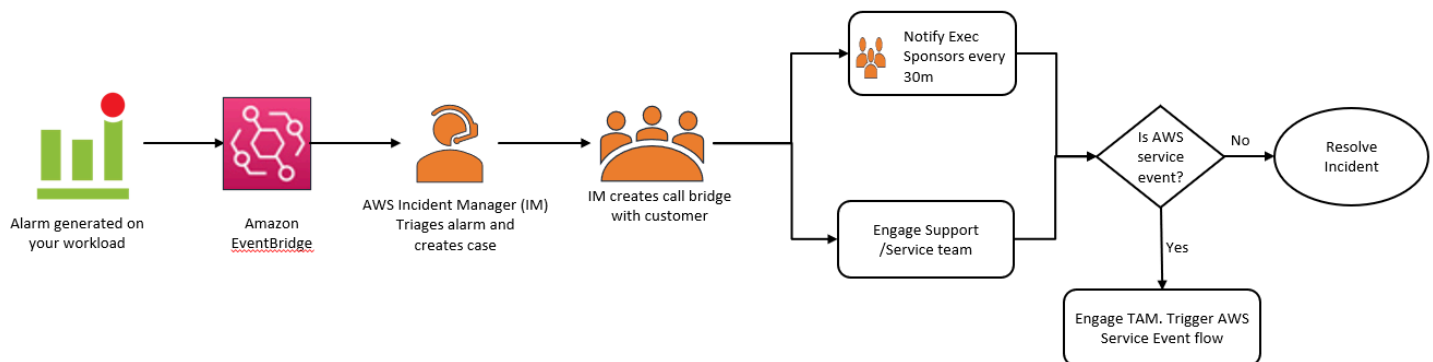 Alarm generated on
your workload
Amazon
EventBridge
AWS Incident Manager (IM)
Triages alarm and
creates case
IM creates call bridge
with customer
Notify Exec
Sponsors every
30m
Engage Support
/Service team
Is AWS
service
event?
No
Resolve
Incident
Yes
Engage TAM. Trigger AWS
Service Event flow